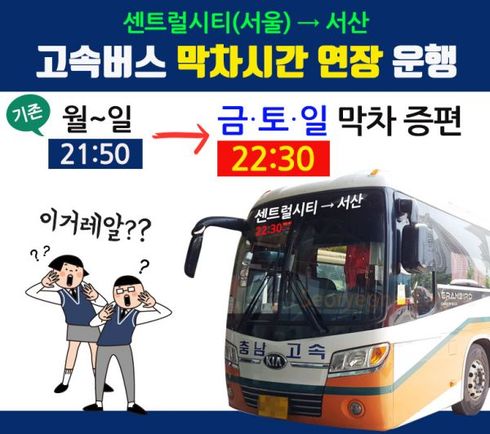 센트럴시티(서울) → 서산
고속버스 막차시간 연장 운행
기존
월~일
21:50
금·토·일 막차 증편
22:30
이거레알??
??
?
센트럴시티 → 서산
22:30
GRANBIRD
충남 고속
KIA